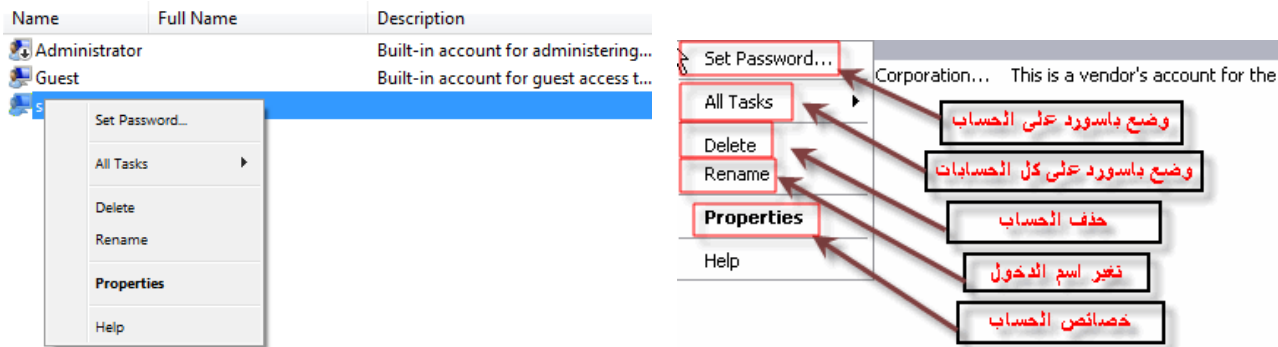 Name Full Name Description
Administrator Built-in account for administering...
Guest Built-in account for guest access t...
s
Set Password...
All Tasks
Delete
Rename
Properties
Help
Set Password...
Corporation... This is a vendor's account for the
All Tasks
Delete
Rename
Properties
Help
وضع باسورد على الحساب
وضع باسورد على كل الحسابات
حذف الحساب
تغير اسم الدخول
خصائص الحساب